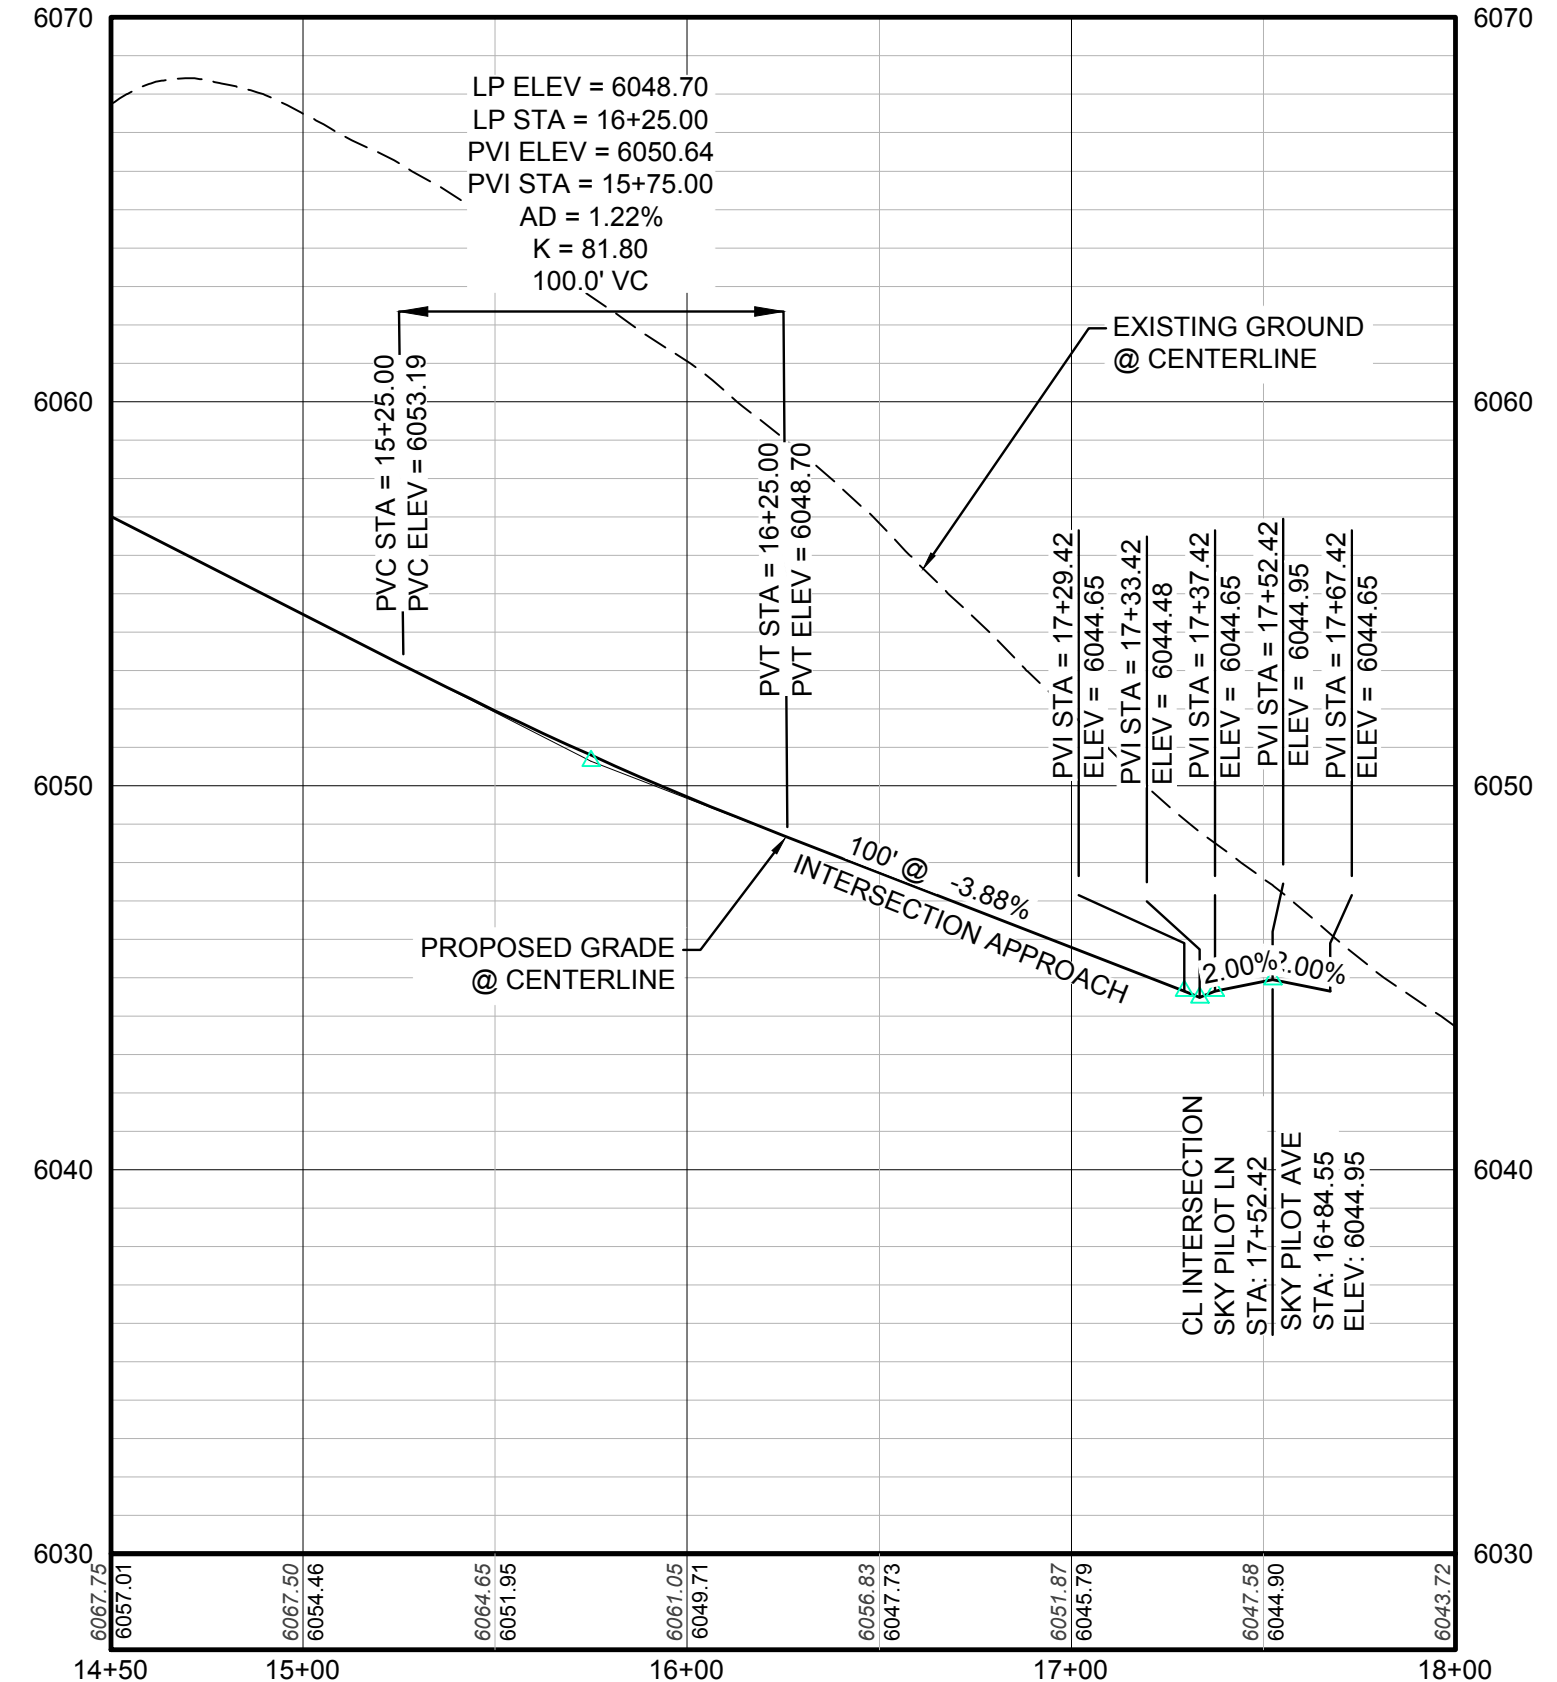 6070
6070
LP ELEV = 6048.70
LP STA = 16+25.00
PVI ELEV = 6050.64
PVI STA = 15+75.00
AD = 1.22%
K = 81.80
100.0' VC
EXISTING GROUND
@ CENTERLINE
6060
6060
PVC STA = 15+25.00
PVC ELEV = 6053.19
PVT STA = 16+25.00
PVT ELEV = 6048.70
PVI STA = 17+29.42
ELEV = 6044.65
PVI STA = 17+33.42
ELEV = 6044.48
PVI STA = 17+37.42
ELEV = 6044.65
PVI STA = 17+52.42
ELEV = 6044.95
PVI STA = 17+67.42
ELEV = 6044.65
6050
6050
100' @ -3.88%
INTERSECTION APPROACH
PROPOSED GRADE
@ CENTERLINE
2.00%
2.00%
6040
6040
CL INTERSECTION
SKY PILOT LN
STA: 17+52.42
SKY PILOT AVE
STA: 16+84.55
ELEV: 6044.95
6030
6030
6067.75
6057.01
6067.50
6054.46
6064.65
6051.95
6061.05
6049.71
6056.83
6047.73
6051.87
6045.79
6047.58
6044.90
6043.72
14+50
15+00
16+00
17+00
18+00